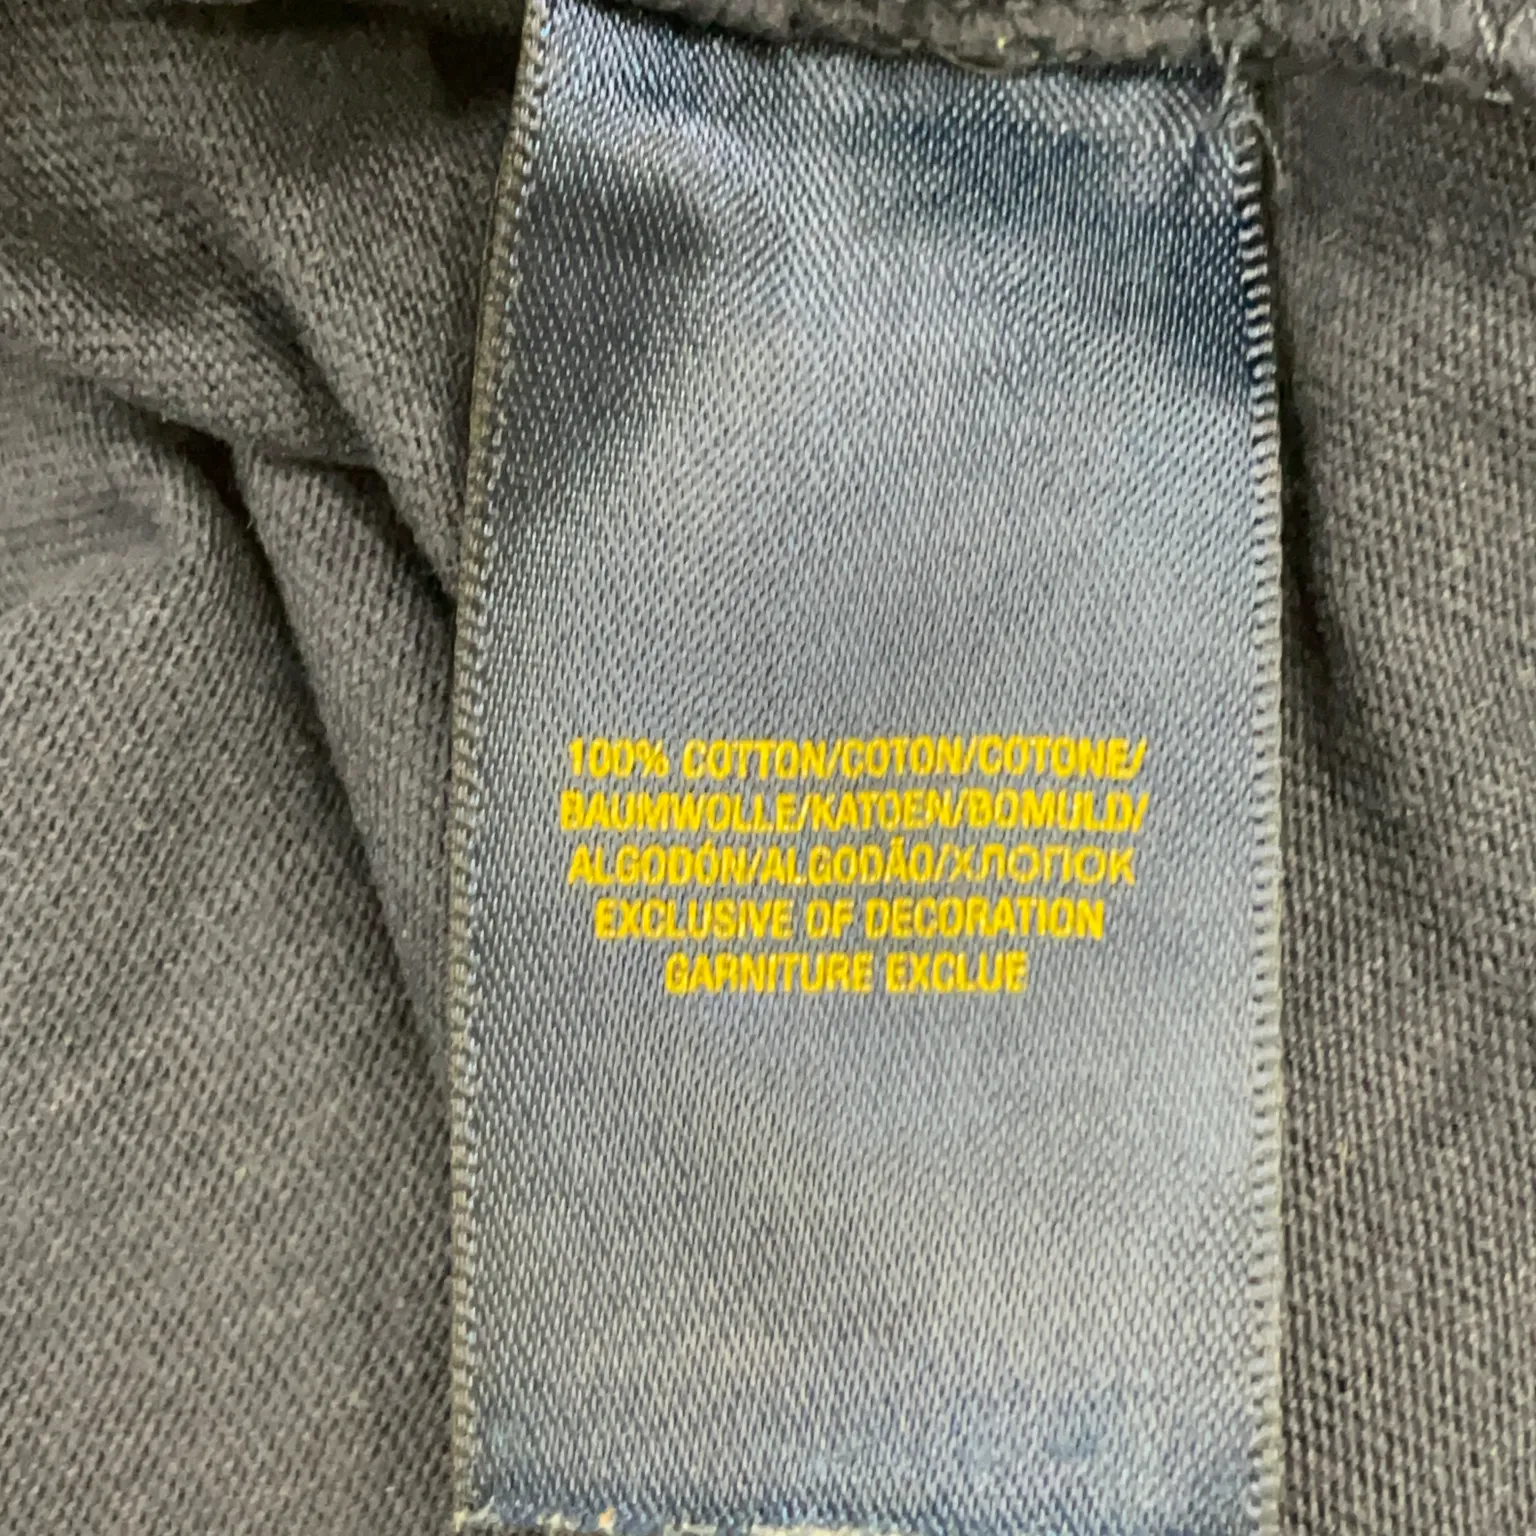 100% COTTON/COTON/COTONE/
BAUMWOLLE/KATOEN/BOMULD/
ALGODÓN/ALGODÃO/ХЛОПОК
EXCLUSIVE OF DECORATION
GARNITURE EXCLUE